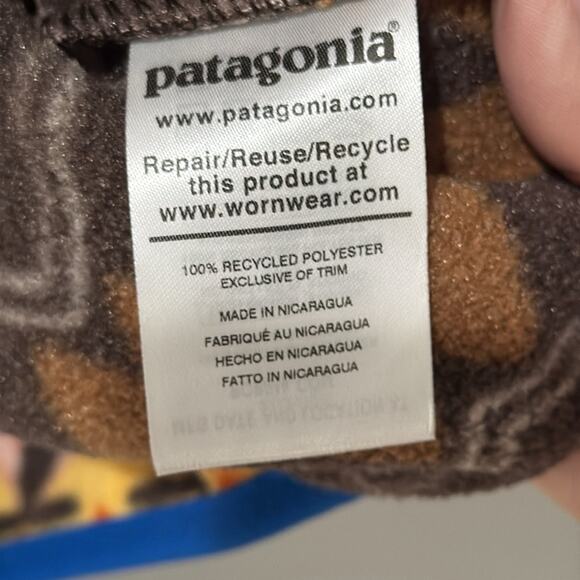 patagonia®
www.patagonia.com
Repair/Reuse/Recycle
this product at
www.wornwear.com
100% RECYCLED POLYESTER
EXCLUSIVE OF TRIM
MADE IN NICARAGUA
FABRIQUÉ AU NICARAGUA
HECHO EN NICARAGUA
FATTO IN NICARAGUA